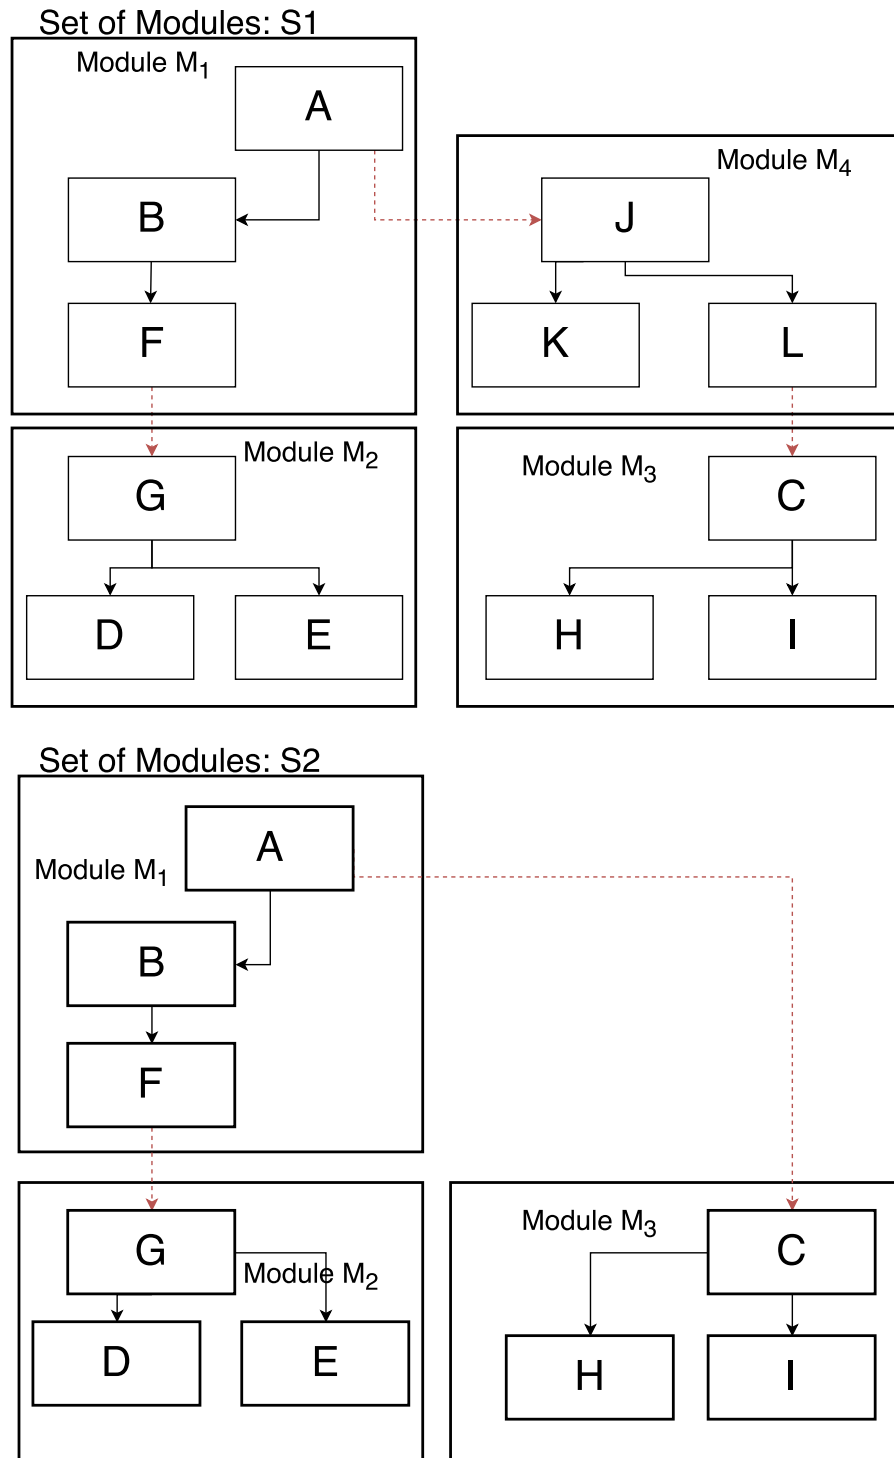 Set of Modules: S1
Module M1
A
Module M4
B
J
F
K
L
Module M2
Module M3
G
C
D
E
H
I
Set of Modules: S2
A
Module M1
B
F
G
Module M2
Module M3
C
D
E
H
I